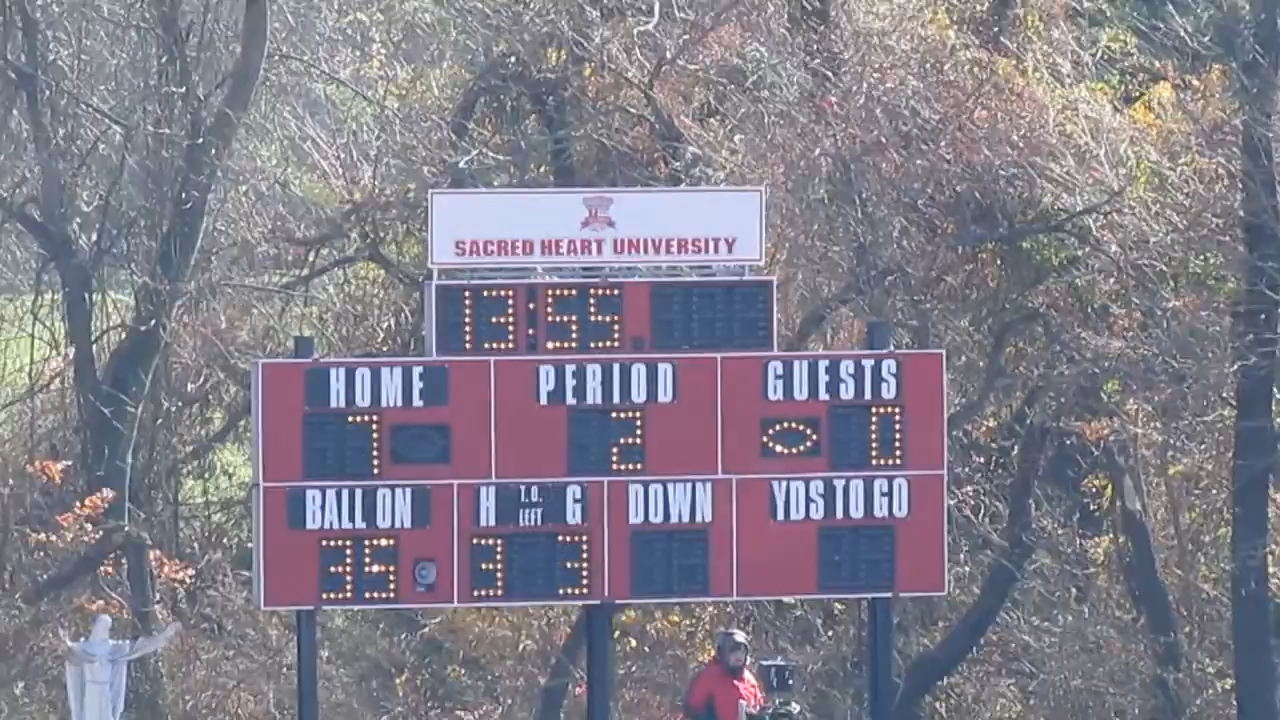 SACRED HEART UNIVERSITY
13:55
HOME PERIOD GUESTS
7 2 0
BALL ON H T.O. LEFT G DOWN YDS TO GO
35 3 3